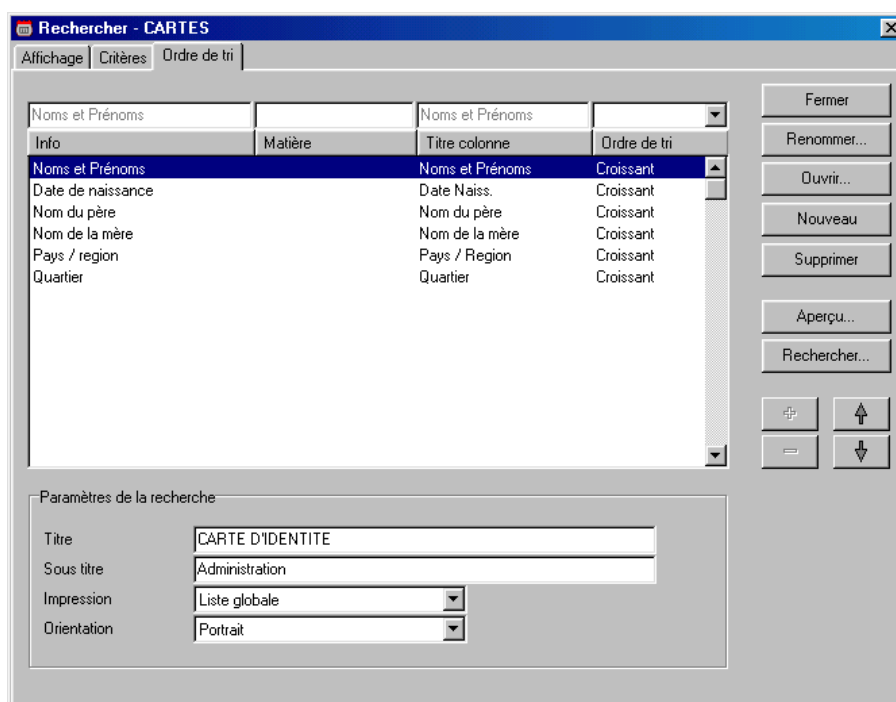 Rechercher - CARTES
Affichage Critères Ordre de tri
Noms et Prénoms Noms et Prénoms
Info Matière Titre colonne Ordre de tri
Noms et Prénoms Noms et Prénoms Croissant
Date de naissance Date Naiss. Croissant
Nom du père Nom du père Croissant
Nom de la mère Nom de la mère Croissant
Pays / region Pays / Region Croissant
Quartier Quartier Croissant
Fermer
Renommer...
Ouvrir...
Nouveau
Supprimer
Aperçu...
Rechercher...
Paramètres de la recherche
Titre CARTE D'IDENTITE
Sous titre Administration
Impression Liste globale
Orientation Portrait